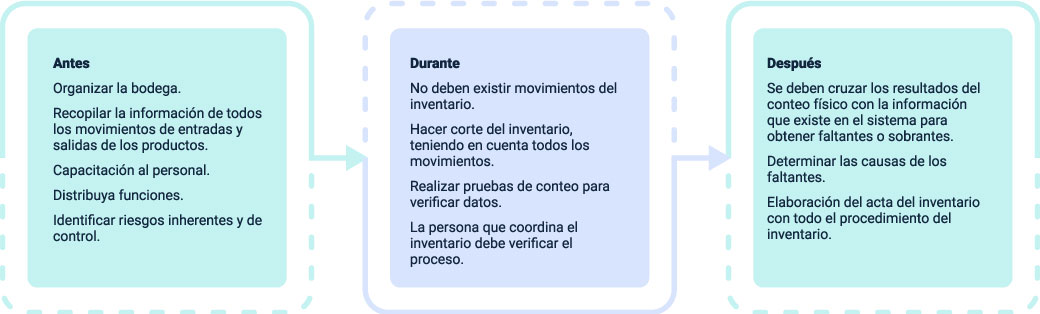 Antes
Organizar la bodega.
Recopilar la información de todos
los movimientos de entradas y
salidas de los productos.
Capacitación al personal.
Distribuya funciones.
Identificar riesgos inherentes y de
control.
Durante
No deben existir movimientos del
inventario.
Hacer corte del inventario,
teniendo en cuenta todos los
movimientos.
Realizar pruebas de conteo para
verificar datos.
La persona que coordina el
inventario debe verificar el
proceso.
Después
Se deben cruzar los resultados del
conteo físico con la información
que existe en el sistema para
obtener faltantes o sobrantes.
Determinar las causas de los
faltantes.
Elaboración del acta del inventario
con todo el procedimiento del
inventario.